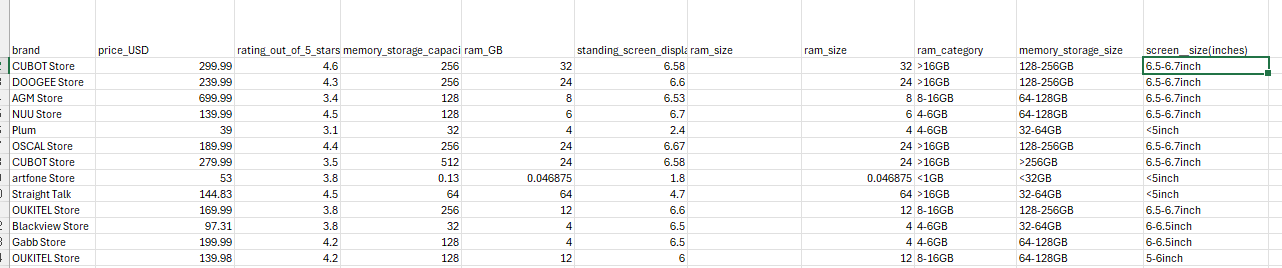 brand price_USD rating_out_of_5_stars memory_storage_capaci ram_GB standing_screen_displa ram_size ram_size ram_category memory_storage_size screen__size(inches)
CUBOT Store 299.99 4.6 256 32 6.58 32 >16GB 128-256GB 6.5-6.7inch
DOOGEE Store 239.99 4.3 256 24 6.6 24 >16GB 128-256GB 6.5-6.7inch
AGM Store 699.99 3.4 128 8 6.53 8 8-16GB 64-128GB 6.5-6.7inch
NUU Store 139.99 4.5 128 6 6.7 6 4-6GB 64-128GB 6.5-6.7inch
Plum 39 3.1 32 4 2.4 4 4-6GB 32-64GB <5inch
OSCAL Store 189.99 4.4 256 24 6.67 24 >16GB 128-256GB 6.5-6.7inch
CUBOT Store 279.99 3.5 512 24 6.58 24 >16GB >256GB 6.5-6.7inch
artfone Store 53 3.8 0.13 0.046875 1.8 0.046875 <1GB <32GB <5inch
Straight Talk 144.83 4.5 64 64 4.7 64 >16GB 32-64GB <5inch
OUKITEL Store 169.99 3.8 256 12 6.6 12 8-16GB 128-256GB 6.5-6.7inch
Blackview Store 97.31 3.8 32 4 6.5 4 4-6GB 32-64GB 6-6.5inch
Gabb Store 199.99 4.2 128 4 6.5 4 4-6GB 64-128GB 6-6.5inch
OUKITEL Store 139.98 4.2 128 12 6 12 8-16GB 64-128GB 5-6inch